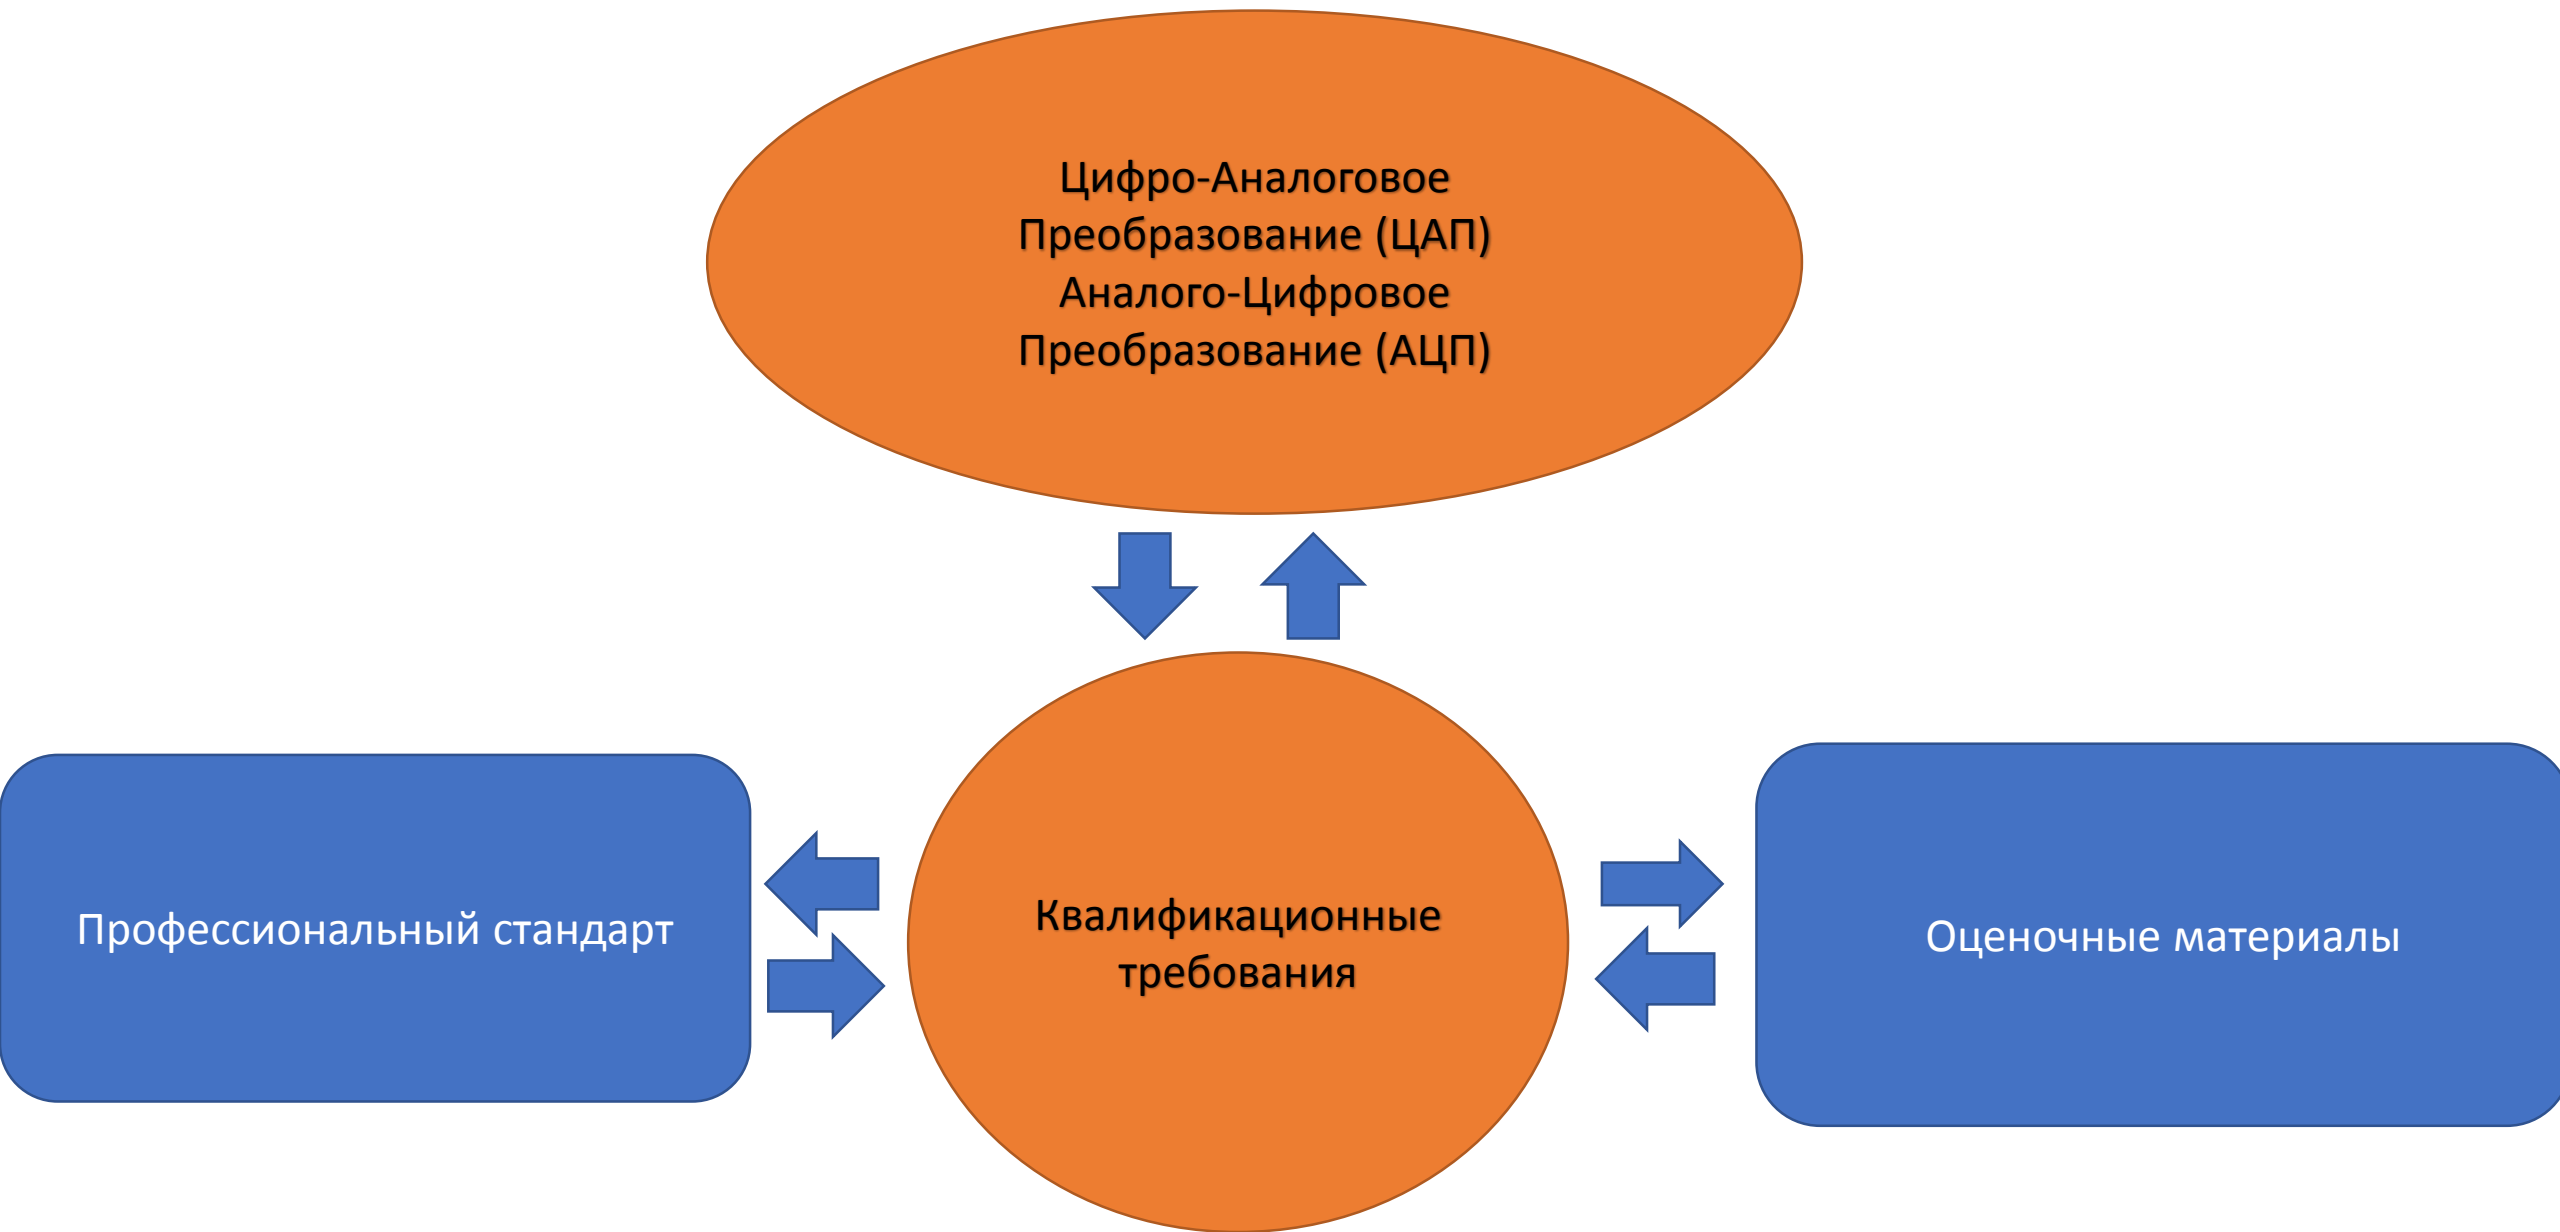 Цифро-Аналоговое
Преобразование (ЦАП)
Аналого-Цифровое
Преобразование (АЦП)
Профессиональный стандарт
Квалификационные
требования
Оценочные материалы